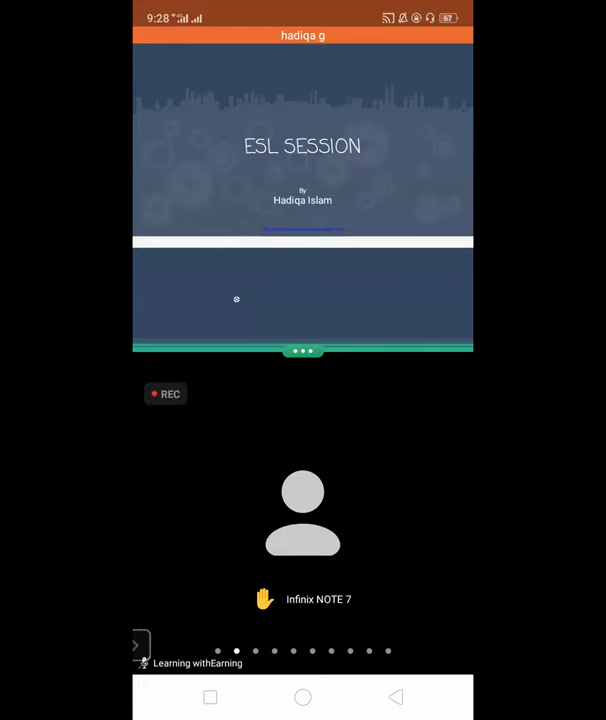 9:28
67
hadiqa g
ESL SESSION
By
Hadiqa Islam
REC
Infinix NOTE 7
Learning withEarning